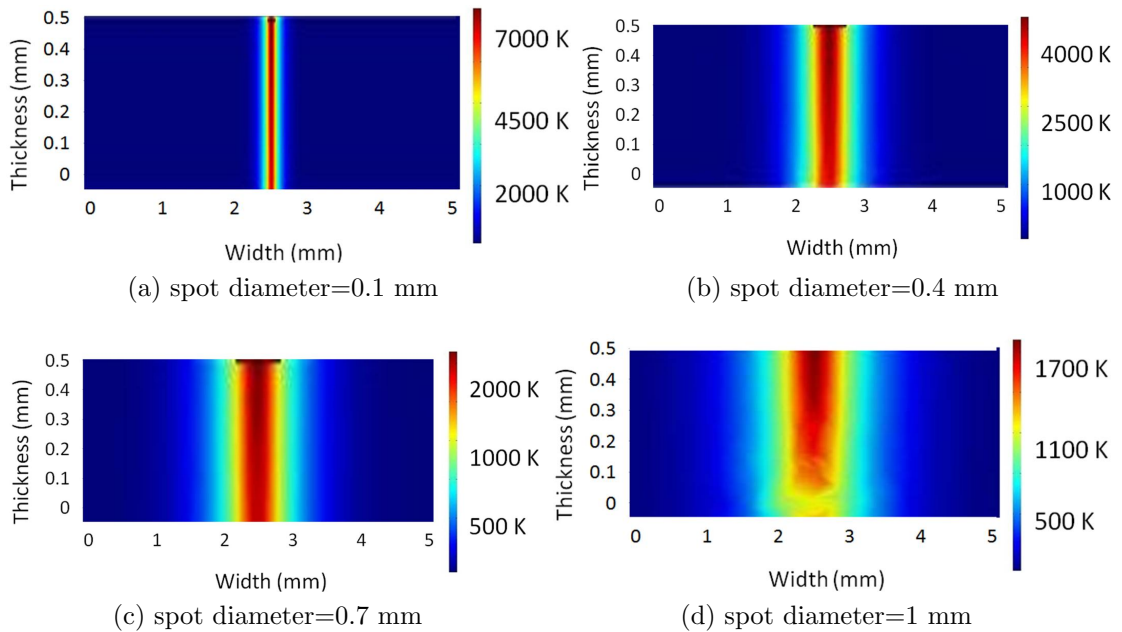 0.5
0.4
0.3
0.2
0.1
0
Thickness (mm)
0 1 2 3 4 5
Width (mm)
7000 K
4500 K
2000 K
(a) spot diameter=0.1 mm
0.5
0.4
0.3
0.2
0.1
0
Thickness (mm)
0 1 2 3 4 5
Width (mm)
4000 K
2500 K
1000 K
(b) spot diameter=0.4 mm
0.5
0.4
0.3
0.2
0.1
0
Thickness (mm)
0 1 2 3 4 5
Width (mm)
2000 K
1000 K
500 K
(c) spot diameter=0.7 mm
0.5
0.4
0.3
0.2
0.1
0
Thickness (mm)
0 1 2 3 4 5
Width (mm)
1700 K
1100 K
500 K
(d) spot diameter=1 mm